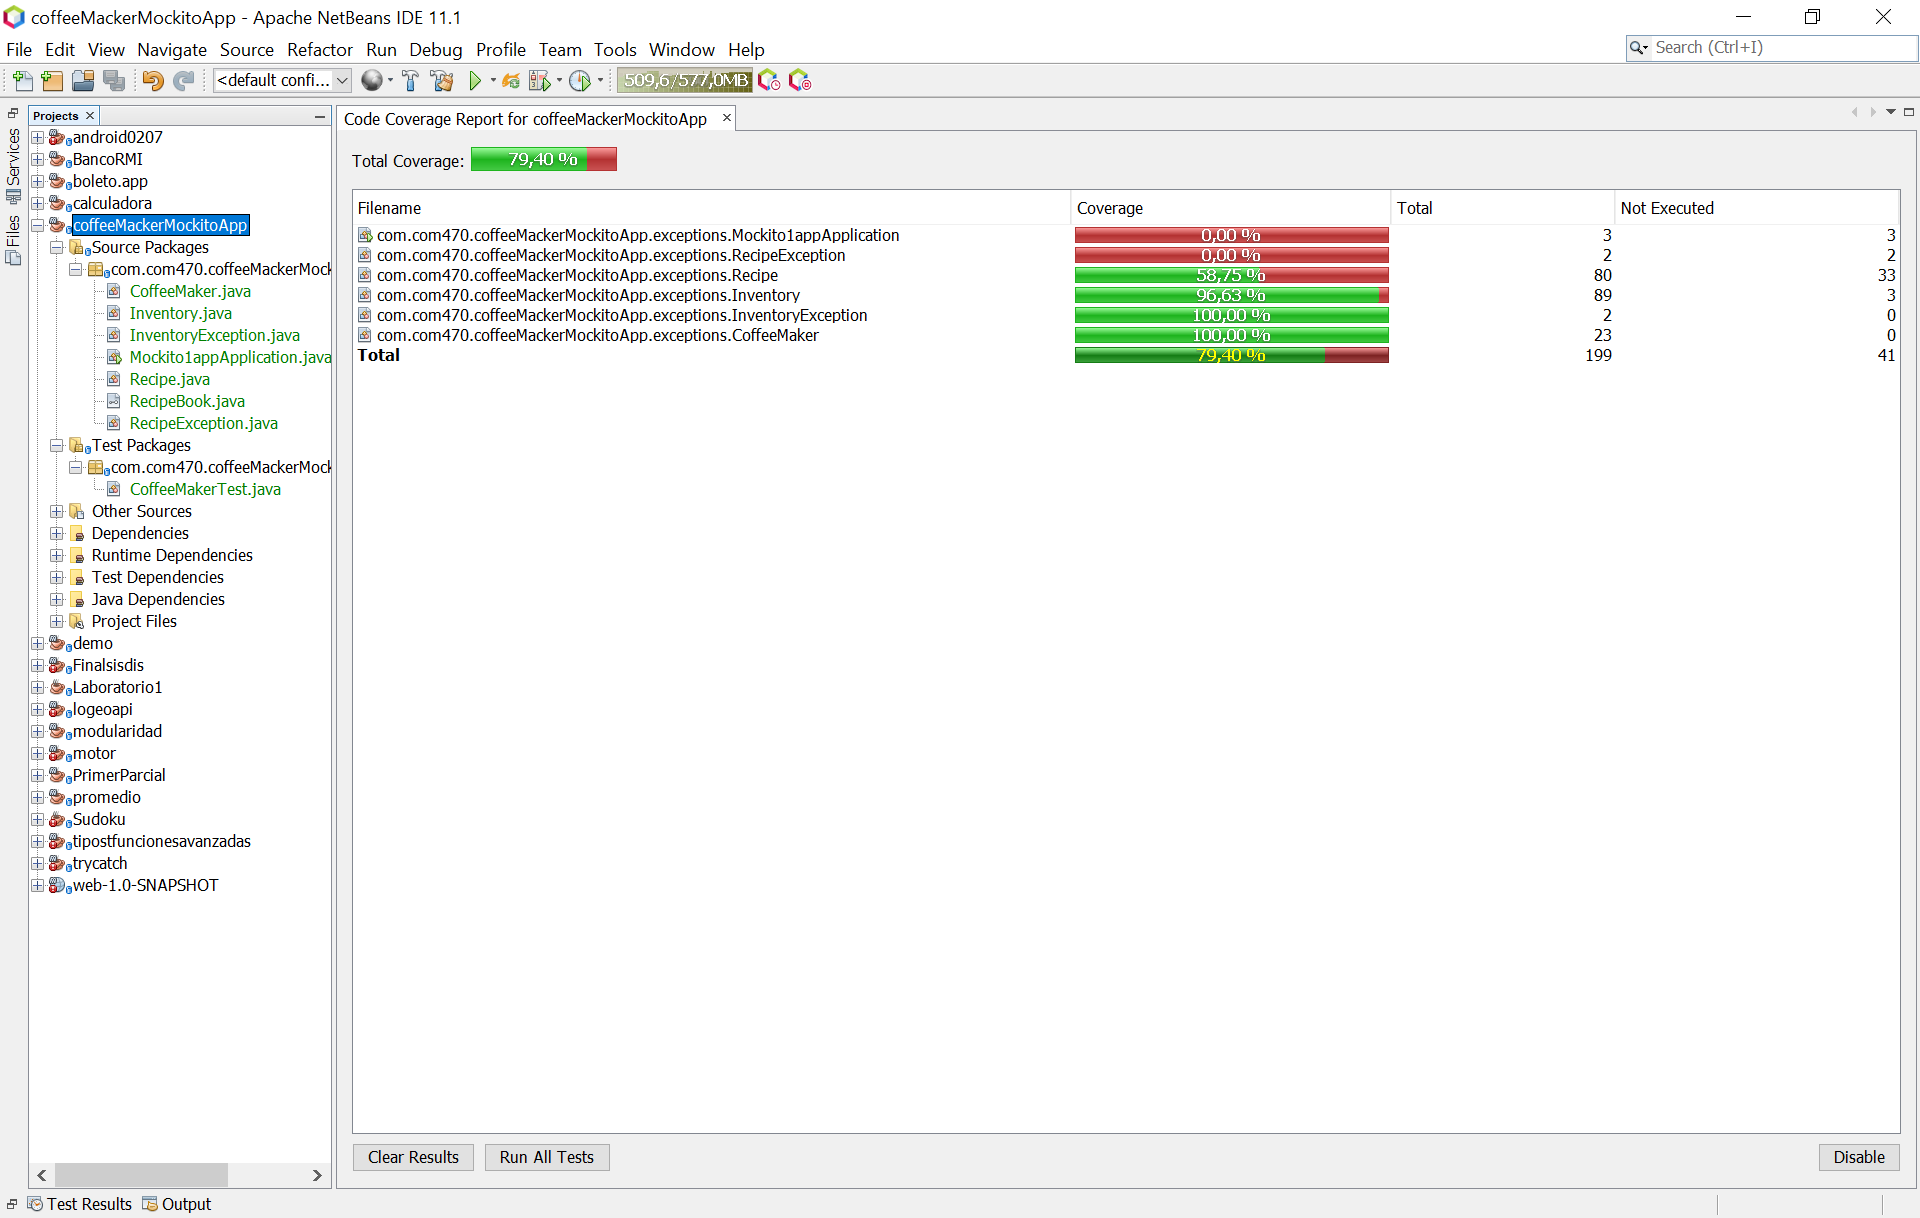 coffeeMackerMockitoApp - Apache NetBeans IDE 11.1
File Edit View Navigate Source Refactor Run Debug Profile Team Tools Window Help
Search (Ctrl+I)
<default confi...
509,6/577,0MB
Services
Files
Projects
android0207
BancoRMI
boleto.app
calculadora
coffeeMackerMockitoApp
Source Packages
com.com470.coffeeMackerMock
CoffeeMaker.java
Inventory.java
InventoryException.java
Mockito1appApplication.java
Recipe.java
RecipeBook.java
RecipeException.java
Test Packages
com.com470.coffeeMackerMock
CoffeeMakerTest.java
Other Sources
Dependencies
Runtime Dependencies
Test Dependencies
Java Dependencies
Project Files
demo
Finalsisdis
Laboratorio1
logeoapi
modularidad
motor
PrimerParcial
promedio
Sudoku
tipostfuncionesavanzadas
trycatch
web-1.0-SNAPSHOT
Code Coverage Report for coffeeMackerMockitoApp
Total Coverage: 79,40 %
Filename Coverage Total Not Executed
com.com470.coffeeMackerMockitoApp.exceptions.Mockito1appApplication 0,00 % 3 3
com.com470.coffeeMackerMockitoApp.exceptions.RecipeException 0,00 % 2 2
com.com470.coffeeMackerMockitoApp.exceptions.Recipe 58,75 % 80 33
com.com470.coffeeMackerMockitoApp.exceptions.Inventory 96,63 % 89 3
com.com470.coffeeMackerMockitoApp.exceptions.InventoryException 100,00 % 2 0
com.com470.coffeeMackerMockitoApp.exceptions.CoffeeMaker 100,00 % 23 0
Total 79,40 % 199 41
Clear Results Run All Tests Disable
Test Results Output